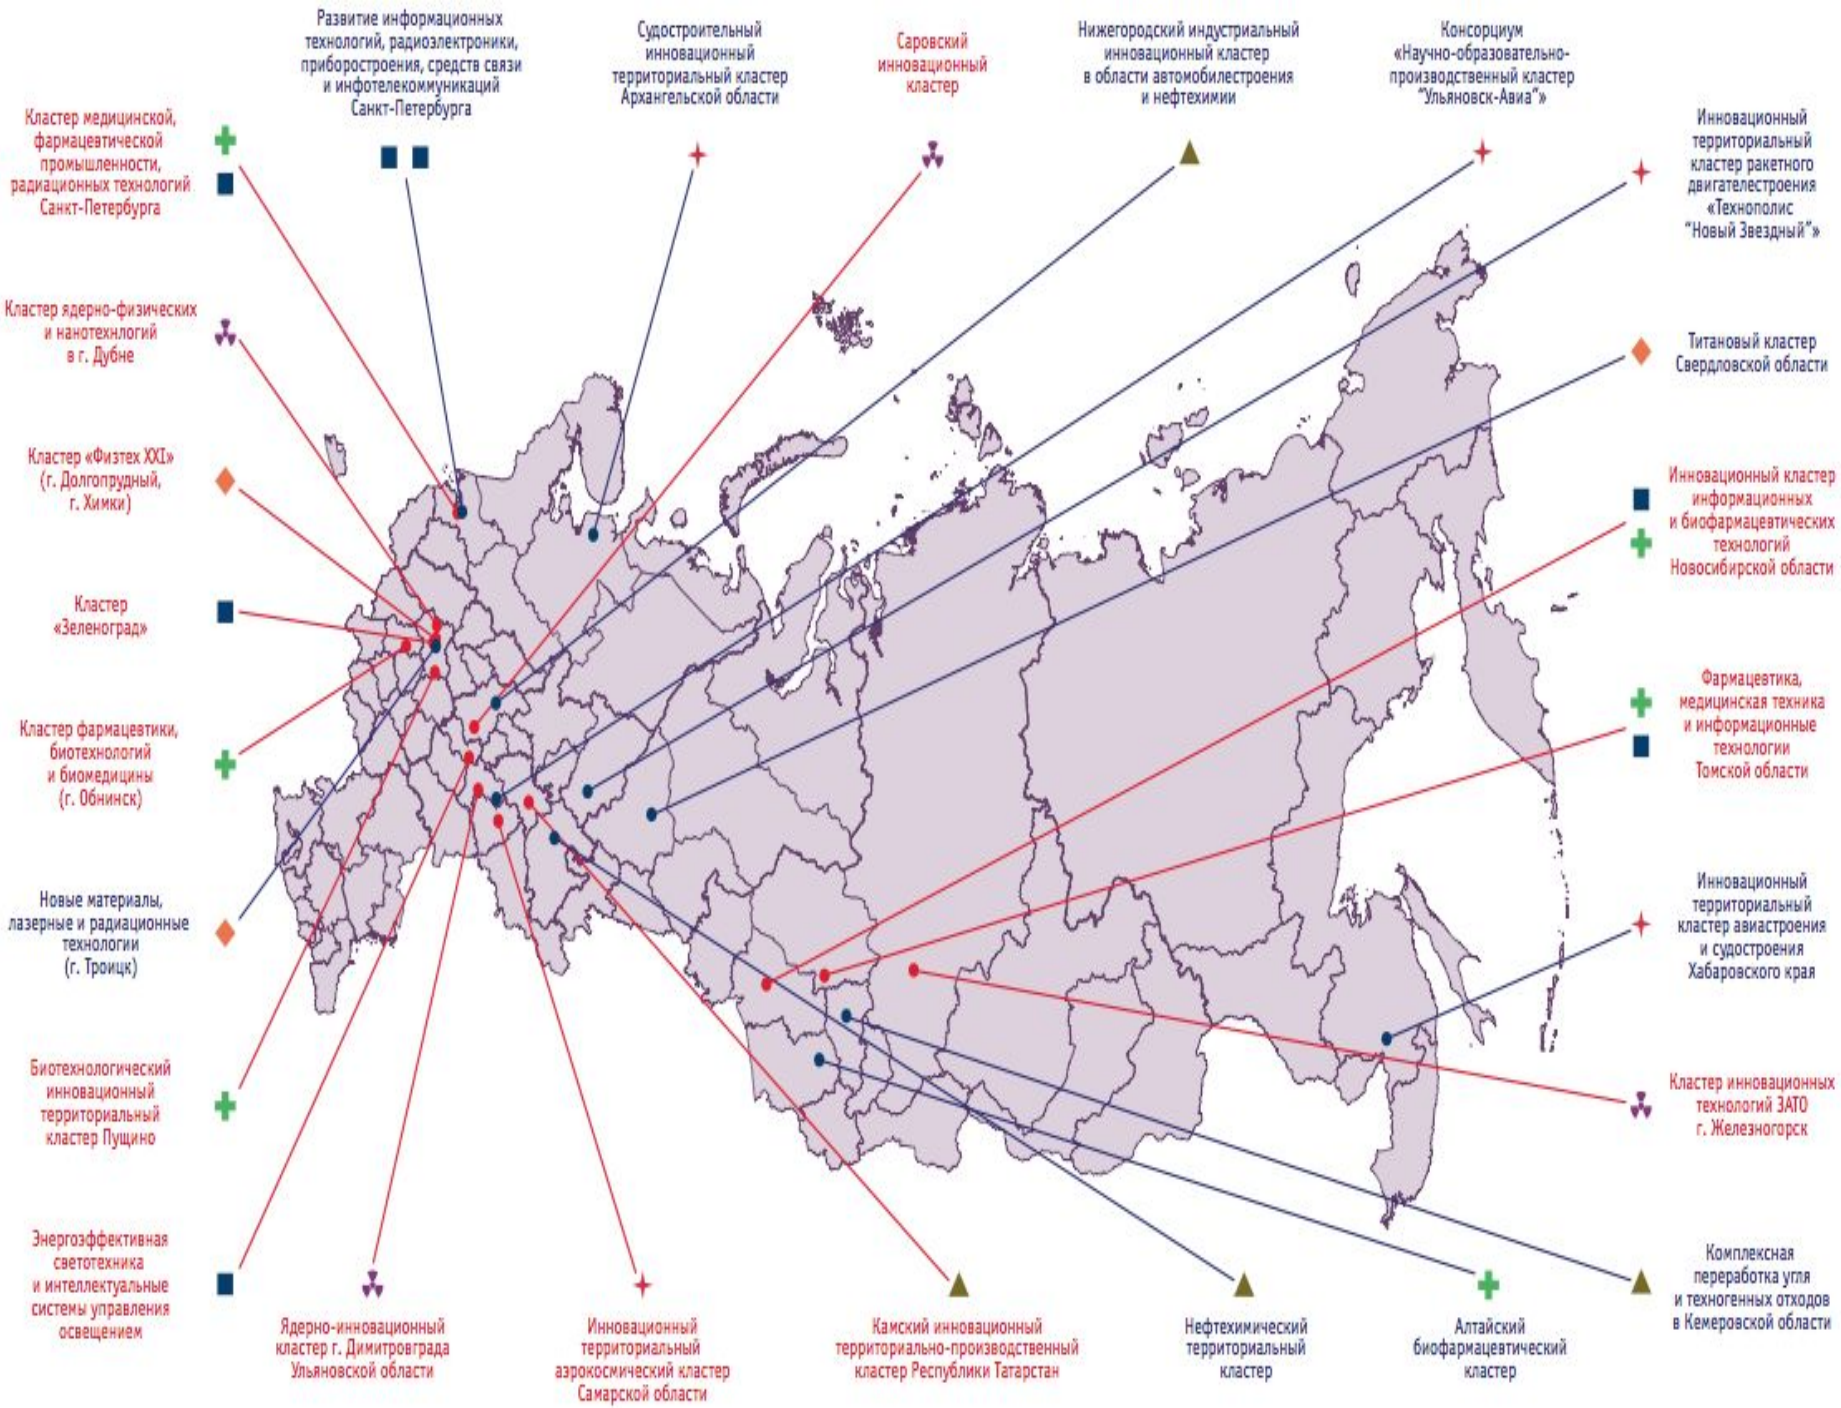 Развитие информационных
технологий, радиоэлектроники,
приборостроения, средств связи
и инфотелекоммуникаций
Санкт-Петербурга
Судостроительный
инновационный
территориальный кластер
Архангельской области
Саровский
инновационный
кластер
Нижегородский индустриальный
инновационный кластер
в области автомобилестроения
и нефтехимии
Консорциум
«Научно-образовательно-
производственный кластер
“Ульяновск-Авиа”»
Инновационный
территориальный
кластер ракетного
двигателестроения
«Технополис
“Новый Звездный”»
Кластер медицинской,
фармацевтической
промышленности,
радиационных технологий
Санкт-Петербурга
Кластер ядерно-физических
и нанотехнлогий
в г. Дубне
Титановый кластер
Свердловской области
Кластер «Физтех XXI»
(г. Долгопрудный,
г. Химки)
Инновационный кластер
информационных
и биофармацевтических
технологий
Новосибирской области
Кластер
«Зеленоград»
Фармацевтика,
медицинская техника
и информационные
технологии
Томской области
Кластер фармацевтики,
биотехнологий
и биомедицины
(г. Обнинск)
Новые материалы,
лазерные и радиационные
технологии
(г. Троицк)
Инновационный
территориальный
кластер авиастроения
и судостроения
Хабаровского края
Биотехнологический
инновационный
территориальный
кластер Пущино
Кластер инновационных
технологий ЗАТО
г. Железногорск
Энергоэффективная
светотехника
и интеллектуальные
системы управления
освещением
Ядерно-инновационный
кластер г. Димитровграда
Ульяновской области
Инновационный
территориальный
аэрокосмический кластер
Самарской области
Камский инновационный
территориально-производственный
кластер Республики Татарстан
Нефтехимический
территориальный
кластер
Алтайский
биофармацевтический
кластер
Комплексная
переработка угля
и техногенных отходов
в Кемеровской области